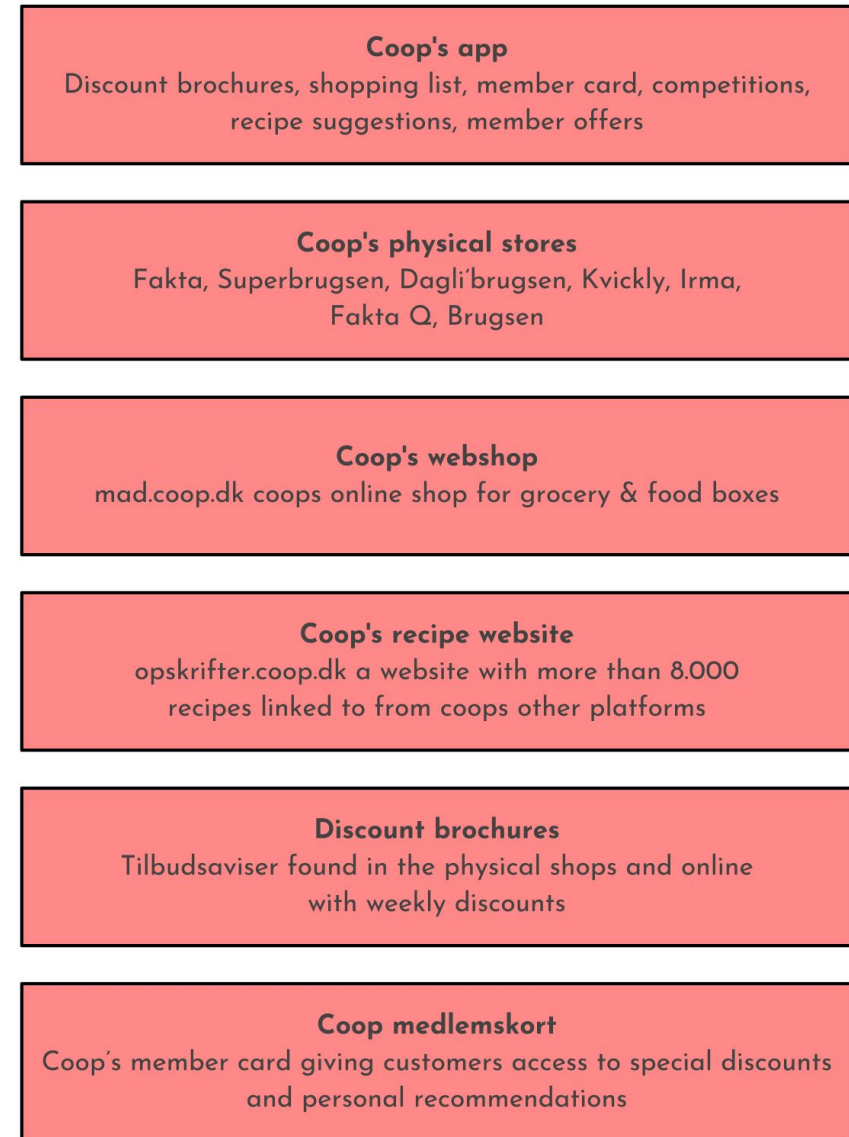 Coop's app
Discount brochures, shopping list, member card, competitions,
recipe suggestions, member offers
Coop's physical stores
Fakta, Superbrugsen, Dagli´brugsen, Kvickly, Irma,
Fakta Q, Brugsen
Coop's webshop
mad.coop.dk coops online shop for grocery & food boxes
Coop's recipe website
opskrifter.coop.dk a website with more than 8.000
recipes linked to from coops other platforms
Discount brochures
Tilbudsaviser found in the physical shops and online
with weekly discounts
Coop medlemskort
Coop´s member card giving customers access to special discounts
and personal recommendations